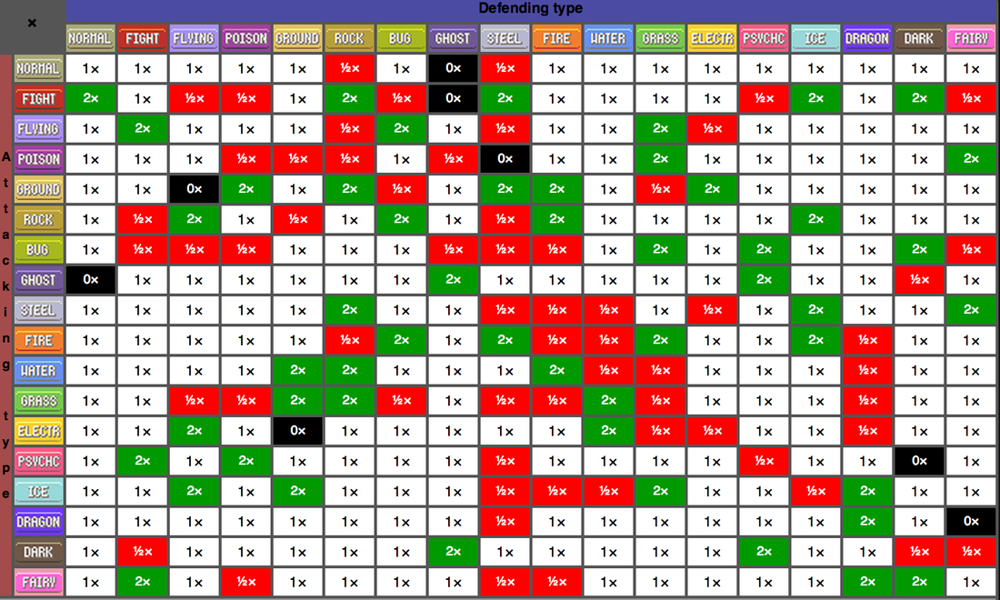 ×
Defending type
NORMAL FIGHT FLYING POISON GROUND ROCK BUG GHOST STEEL FIRE WATER GRASS ELECTR PSYCHC ICE DRAGON DARK FAIRY
Attacking type
NORMAL 1× 1× 1× 1× 1× ½× 1× 0× ½× 1× 1× 1× 1× 1× 1× 1× 1× 1×
FIGHT 2× 1× ½× ½× 1× 2× ½× 0× 2× 1× 1× 1× 1× ½× 2× 1× 2× ½×
FLYING 1× 2× 1× 1× 1× ½× 2× 1× ½× 1× 1× 2× ½× 1× 1× 1× 1× 1×
POISON 1× 1× 1× ½× ½× ½× 1× ½× 0× 1× 1× 2× 1× 1× 1× 1× 1× 2×
GROUND 1× 1× 0× 2× 1× 2× ½× 1× 2× 2× 1× ½× 2× 1× 1× 1× 1× 1×
ROCK 1× ½× 2× 1× ½× 1× 2× 1× ½× 2× 1× 1× 1× 1× 2× 1× 1× 1×
BUG 1× ½× ½× ½× 1× 1× 1× ½× ½× ½× 1× 2× 1× 2× 1× 1× 2× ½×
GHOST 0× 1× 1× 1× 1× 1× 1× 2× 1× 1× 1× 1× 1× 2× 1× 1× ½× 1×
STEEL 1× 1× 1× 1× 1× 2× 1× 1× ½× ½× ½× 1× ½× 1× 2× 1× 1× 2×
FIRE 1× 1× 1× 1× 1× ½× 2× 1× 2× ½× ½× 2× 1× 1× 2× ½× 1× 1×
WATER 1× 1× 1× 1× 2× 2× 1× 1× 1× 2× ½× ½× 1× 1× 1× ½× 1× 1×
GRASS 1× 1× ½× ½× 2× 2× ½× 1× ½× ½× 2× ½× 1× 1× 1× ½× 1× 1×
ELECTR 1× 1× 2× 1× 0× 1× 1× 1× 1× 1× 2× ½× ½× 1× 1× ½× 1× 1×
PSYCHC 1× 2× 1× 2× 1× 1× 1× 1× ½× 1× 1× 1× 1× ½× 1× 1× 0× 1×
ICE 1× 1× 2× 1× 2× 1× 1× 1× ½× ½× ½× 2× 1× 1× ½× 2× 1× 1×
DRAGON 1× 1× 1× 1× 1× 1× 1× 1× ½× 1× 1× 1× 1× 1× 1× 2× 1× 0×
DARK 1× ½× 1× 1× 1× 1× 1× 2× 1× 1× 1× 1× 1× 2× 1× 1× ½× ½×
FAIRY 1× 2× 1× ½× 1× 1× 1× 1× ½× ½× 1× 1× 1× 1× 1× 2× 2× 1×